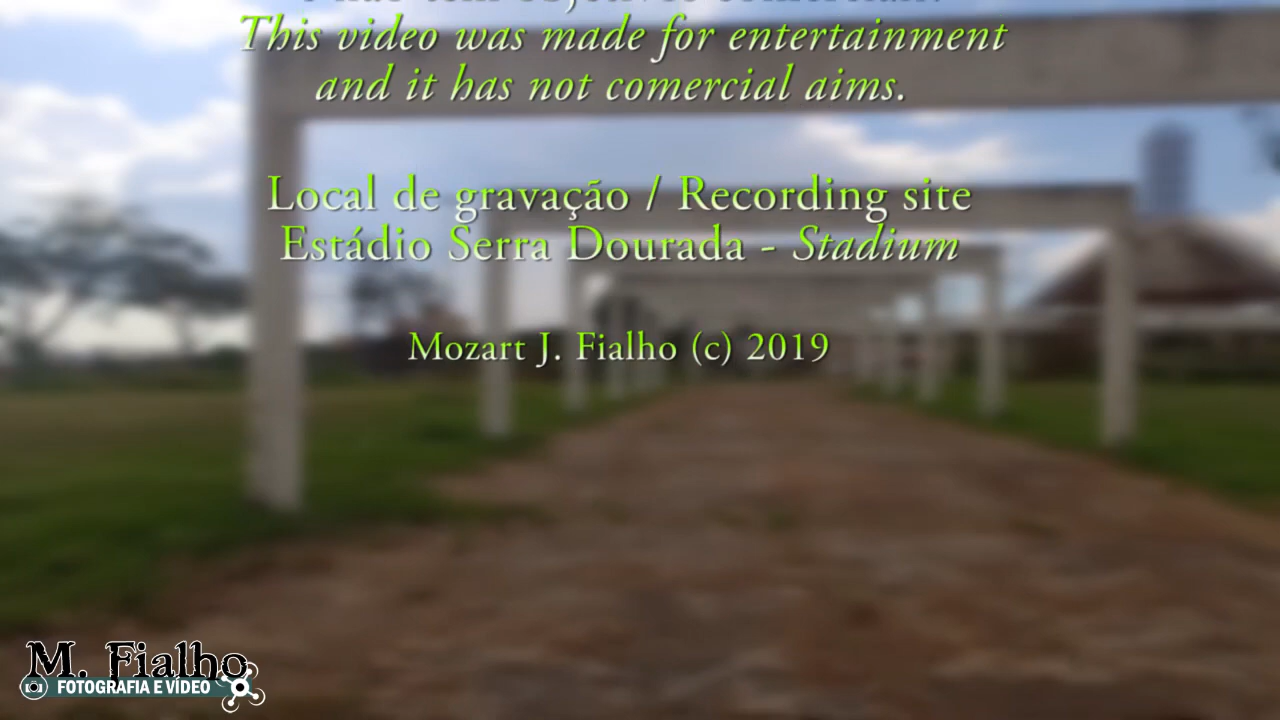 This video was made for entertainment
and it has not comercial aims.
Local de gravação / Recording site
Estádio Serra Dourada - Stadium
Mozart J. Fialho (c) 2019
M. Fialho
FOTOGRAFIA E VÍDEO